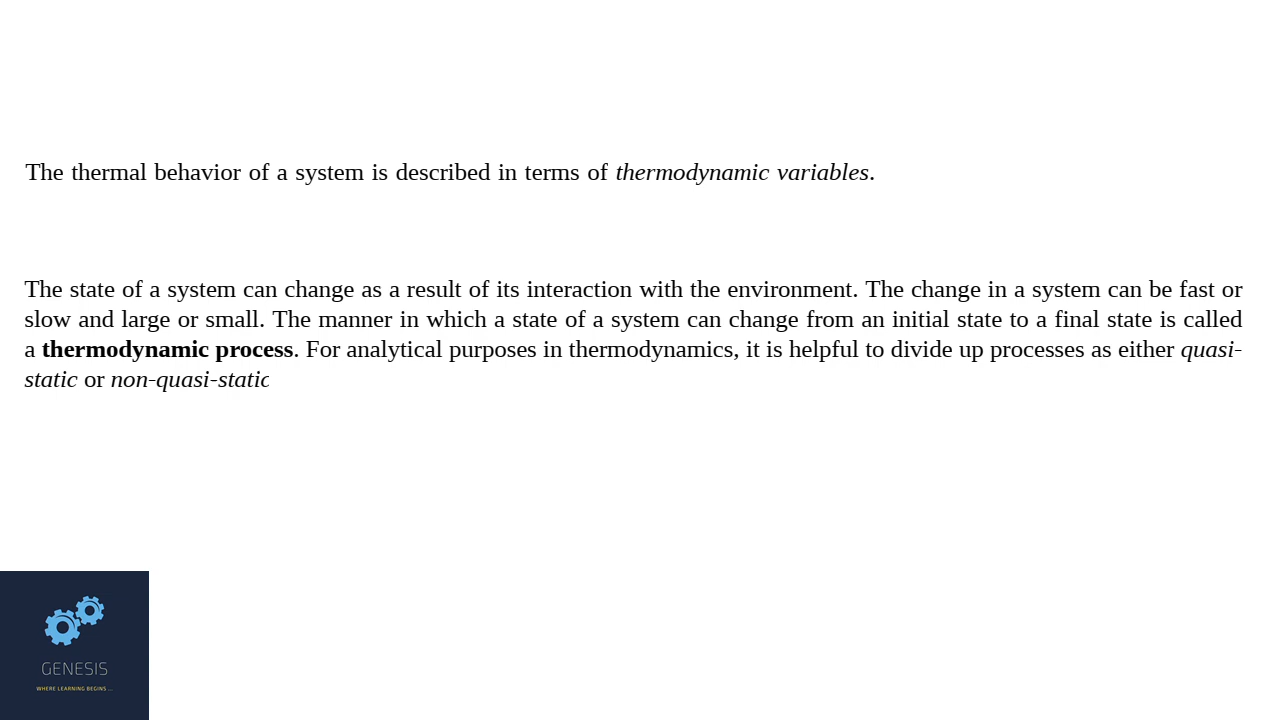 The thermal behavior of a system is described in terms of thermodynamic variables.
The state of a system can change as a result of its interaction with the environment. The change in a system can be fast or
slow and large or small. The manner in which a state of a system can change from an initial state to a final state is called
a thermodynamic process. For analytical purposes in thermodynamics, it is helpful to divide up processes as either quasi-
static or non-quasi-static
GENESIS
WHERE LEARNING BEGINS ...